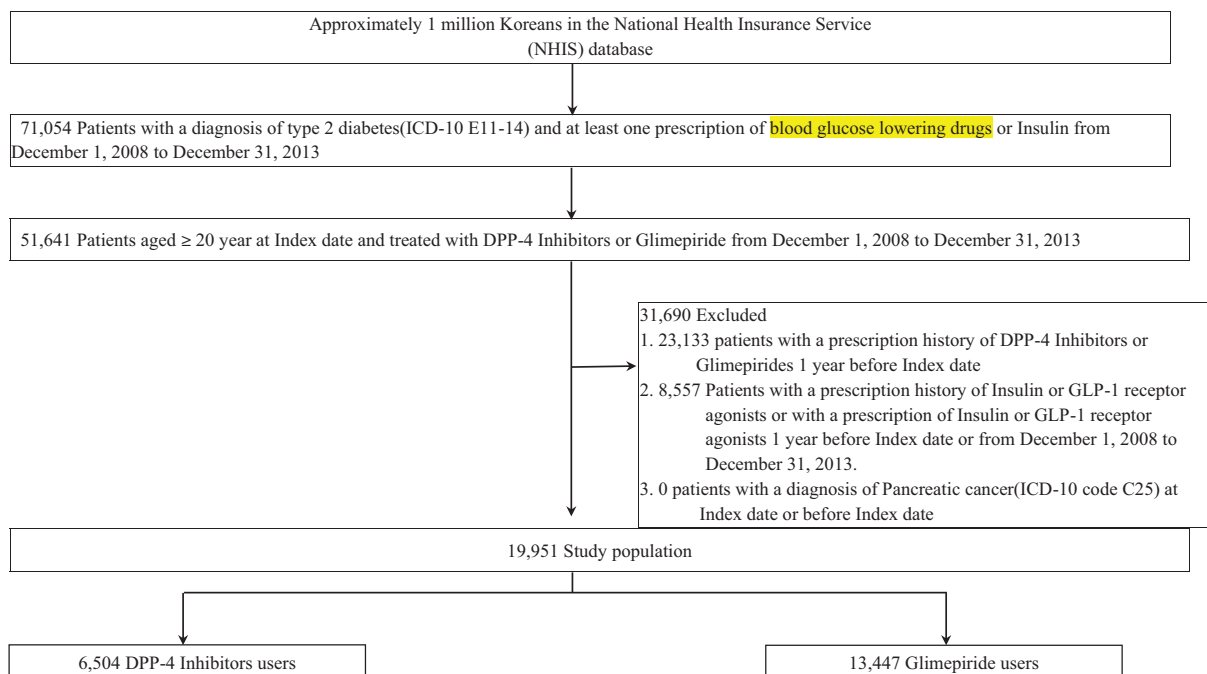 Approximately 1 million Koreans in the National Health Insurance Service
(NHIS) database
71,054 Patients with a diagnosis of type 2 diabetes(ICD-10 E11-14) and at least one prescription of blood glucose lowering drugs or Insulin from
December 1, 2008 to December 31, 2013
51,641 Patients aged ≥ 20 year at Index date and treated with DPP-4 Inhibitors or Glimepiride from December 1, 2008 to December 31, 2013
31,690 Excluded
1. 23,133 patients with a prescription history of DPP-4 Inhibitors or
Glimepirides 1 year before Index date
2. 8,557 Patients with a prescription history of Insulin or GLP-1 receptor
agonists or with a prescription of Insulin or GLP-1 receptor
agonists 1 year before Index date or from December 1, 2008 to
December 31, 2013.
3. 0 patients with a diagnosis of Pancreatic cancer(ICD-10 code C25) at
Index date or before Index date
19,951 Study population
6,504 DPP-4 Inhibitors users
13,447 Glimepiride users